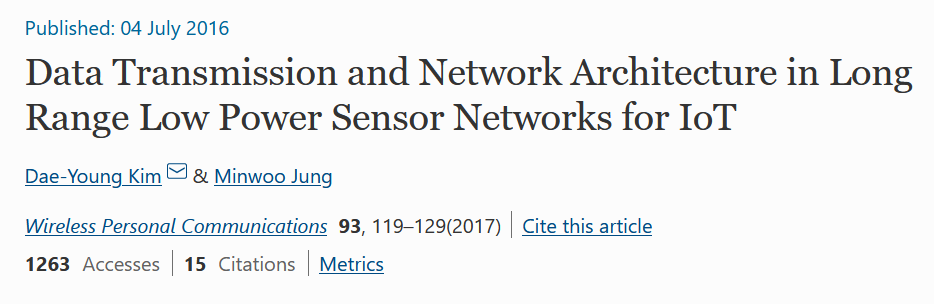 Published: 04 July 2016
Data Transmission and Network Architecture in Long
Range Low Power Sensor Networks for IoT
Dae-Young Kim & Minwoo Jung
Wireless Personal Communications 93, 119–129(2017) Cite this article
1263 Accesses 15 Citations Metrics